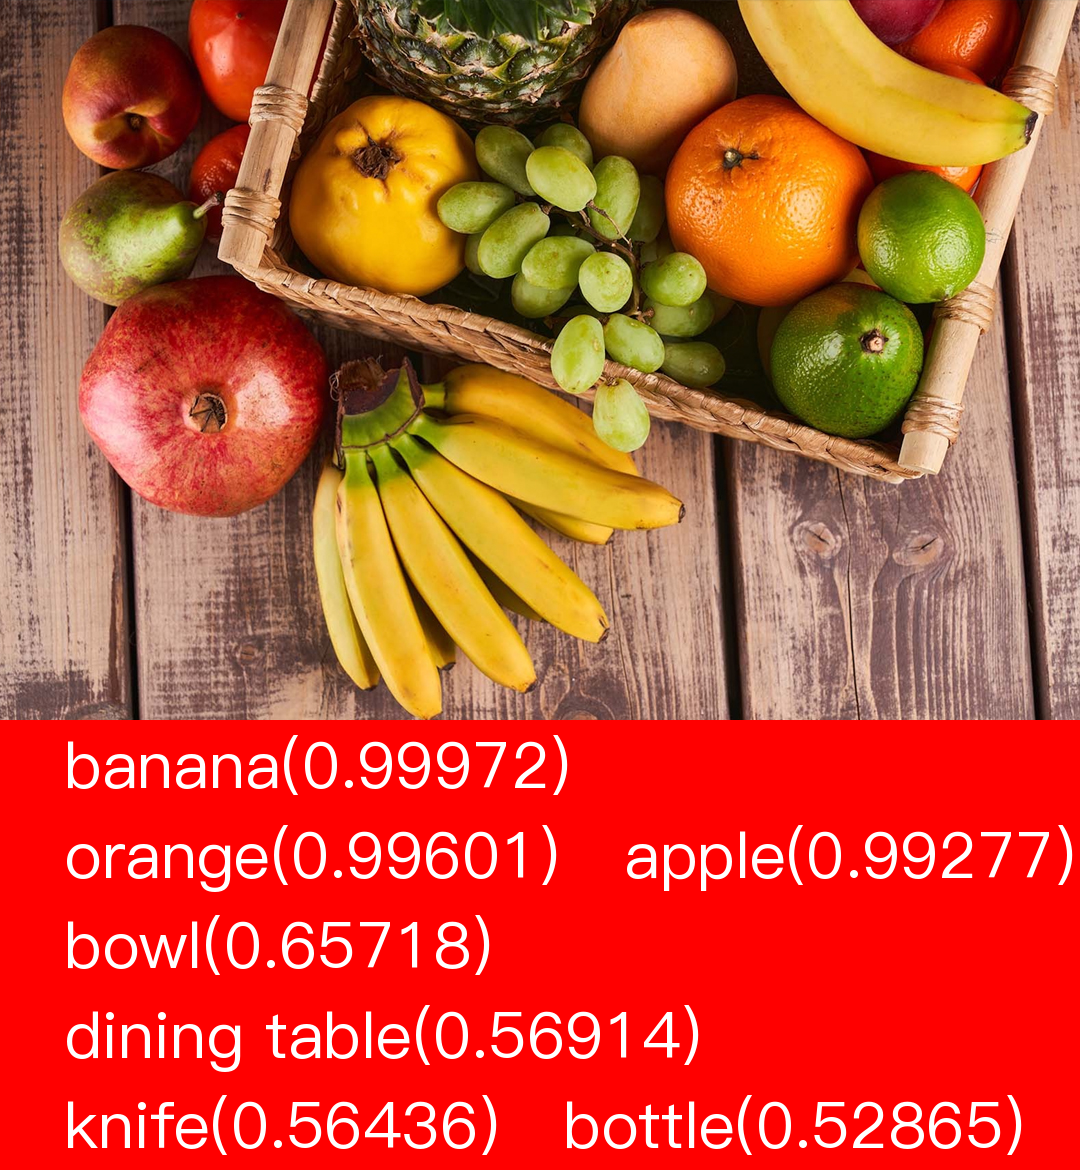 banana(0.99972)
orange(0.99601) apple(0.99277)
bowl(0.65718)
dining table(0.56914)
knife(0.56436) bottle(0.52865)